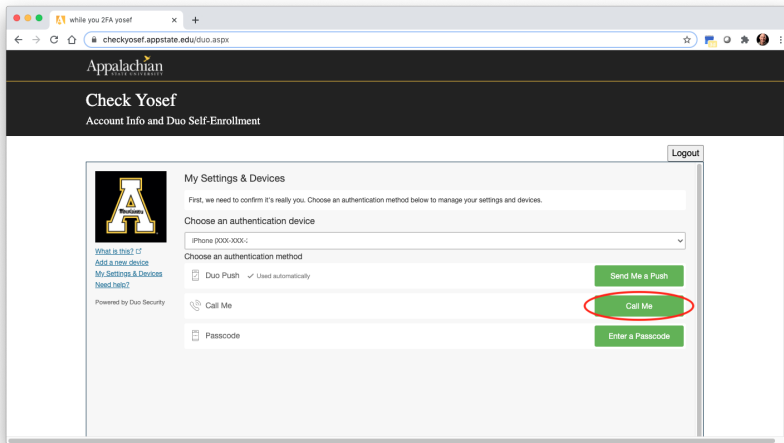 while you 2FA yosef
checkyosef.appstate.edu/duo.aspx
Appalachian
STATE UNIVERSITY
Check Yosef
Account Info and Duo Self-Enrollment
Logout
My Settings & Devices
First, we need to confirm it's really you. Choose an authentication method below to manage your settings and devices.
Choose an authentication device
iPhone (XXX-XXX-
Choose an authentication method
What is this?
Add a new device
My Settings & Devices
Need help?
Powered by Duo Security
Duo Push ✓ Used automatically
Send Me a Push
Call Me
Call Me
Passcode
Enter a Passcode